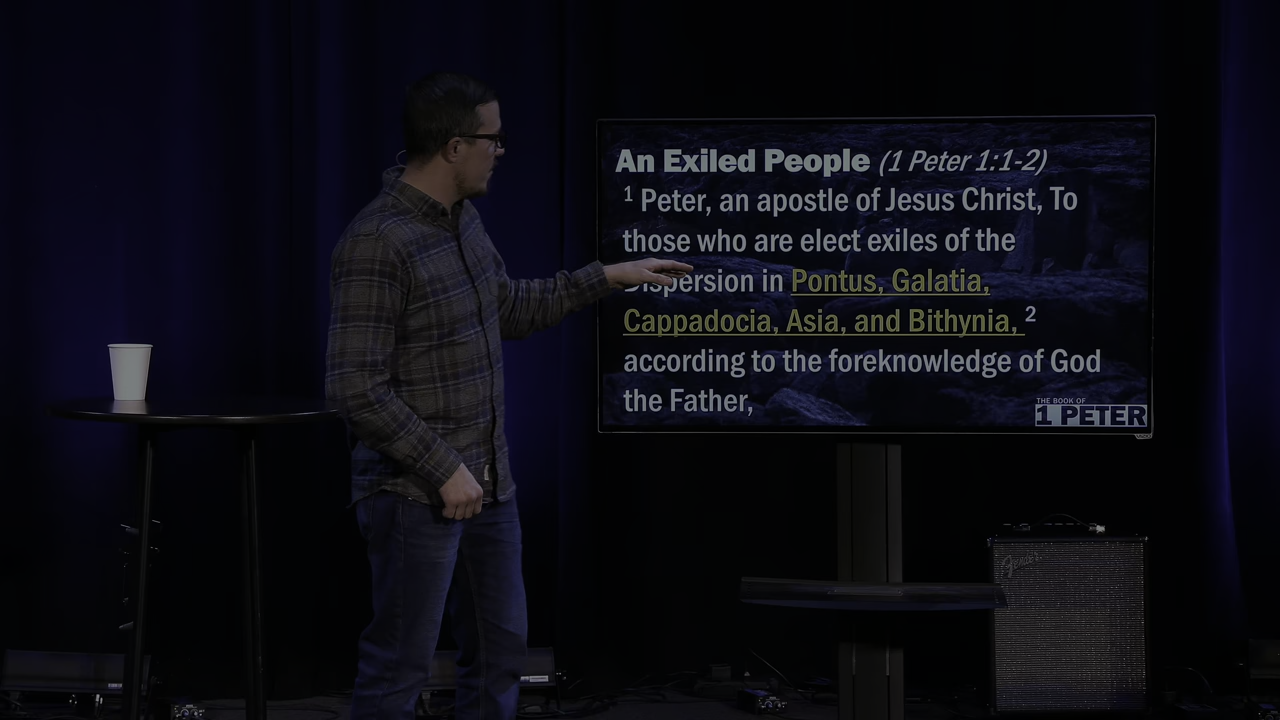 An Exiled People (1 Peter 1:1-2)
1 Peter, an apostle of Jesus Christ, To
those who are elect exiles of the
Dispersion in Pontus, Galatia,
Cappadocia, Asia, and Bithynia, 2
according to the foreknowledge of God
the Father,
THE BOOK OF
1 PETER
Fender